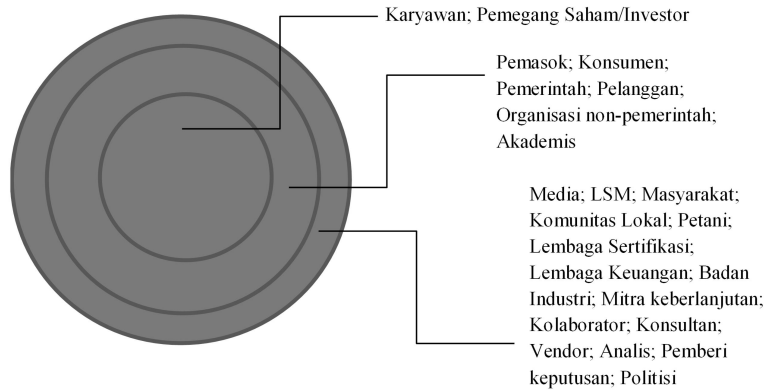 Karyawan; Pemegang Saham/Investor
Pemasok; Konsumen;
Pemerintah; Pelanggan;
Organisasi non-pemerintah;
Akademis
Media; LSM; Masyarakat;
Komunitas Lokal; Petani;
Lembaga Sertifikasi;
Lembaga Keuangan; Badan
Industri; Mitra keberlanjutan;
Kolaborator; Konsultan;
Vendor; Analis; Pemberi
keputusan; Politisi